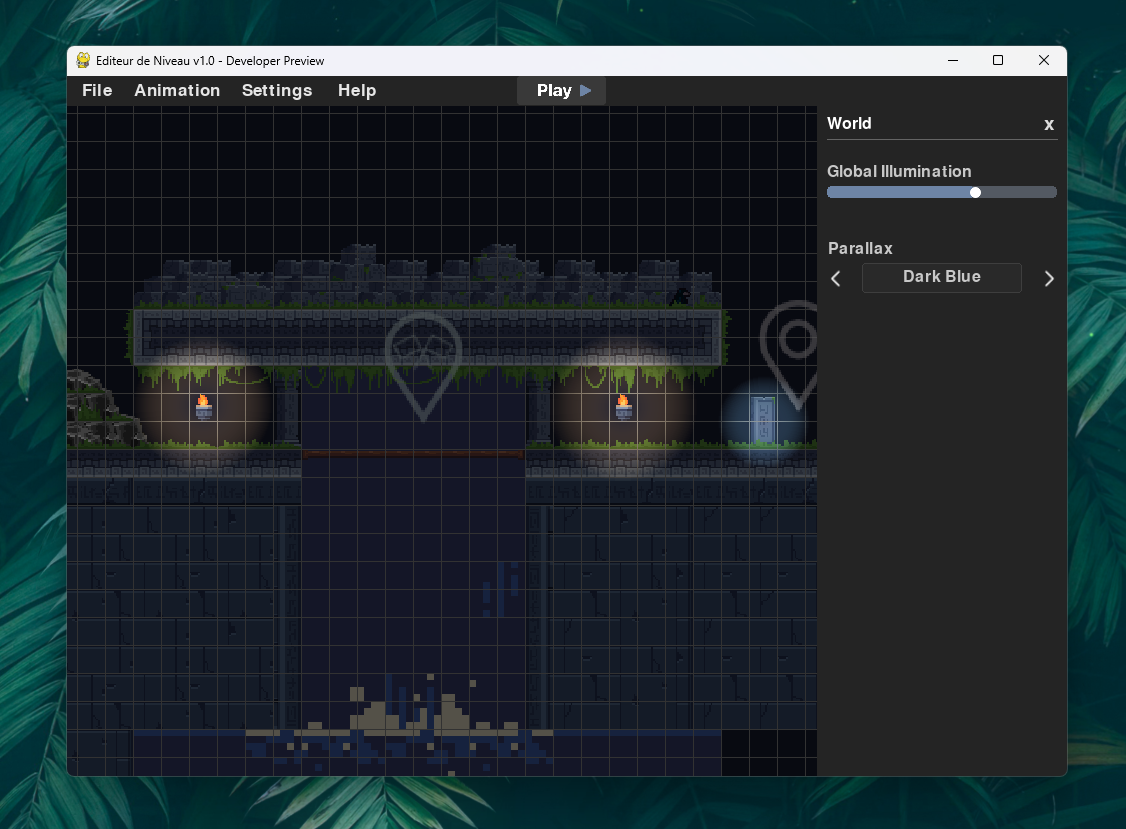 Editeur de Niveau v1.0 - Developer Preview
File Animation Settings Help Play
World x
Global Illumination
Parallax
Dark Blue